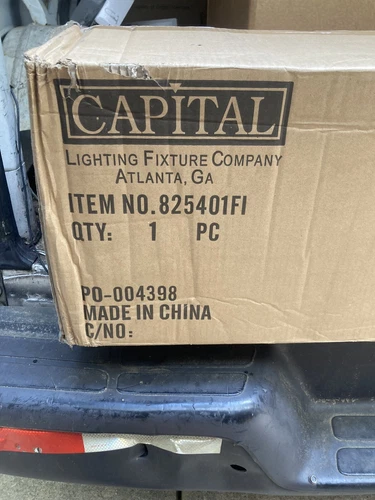 CAPITAL
LIGHTING FIXTURE COMPANY
ATLANTA, GA
ITEM NO. 825401FI
QTY: 1 PC
PO-004398
MADE IN CHINA
C/NO: